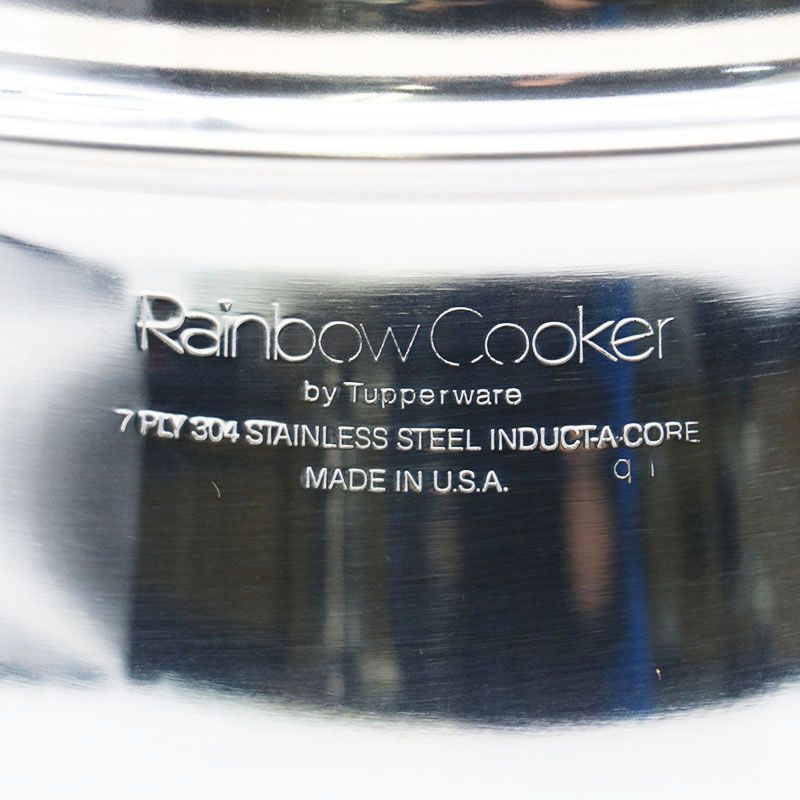 Rainbow Cooker
by Tupperware
7 PLY 304 STAINLESS STEEL INDUCT-A-CORE
MADE IN U.S.A.